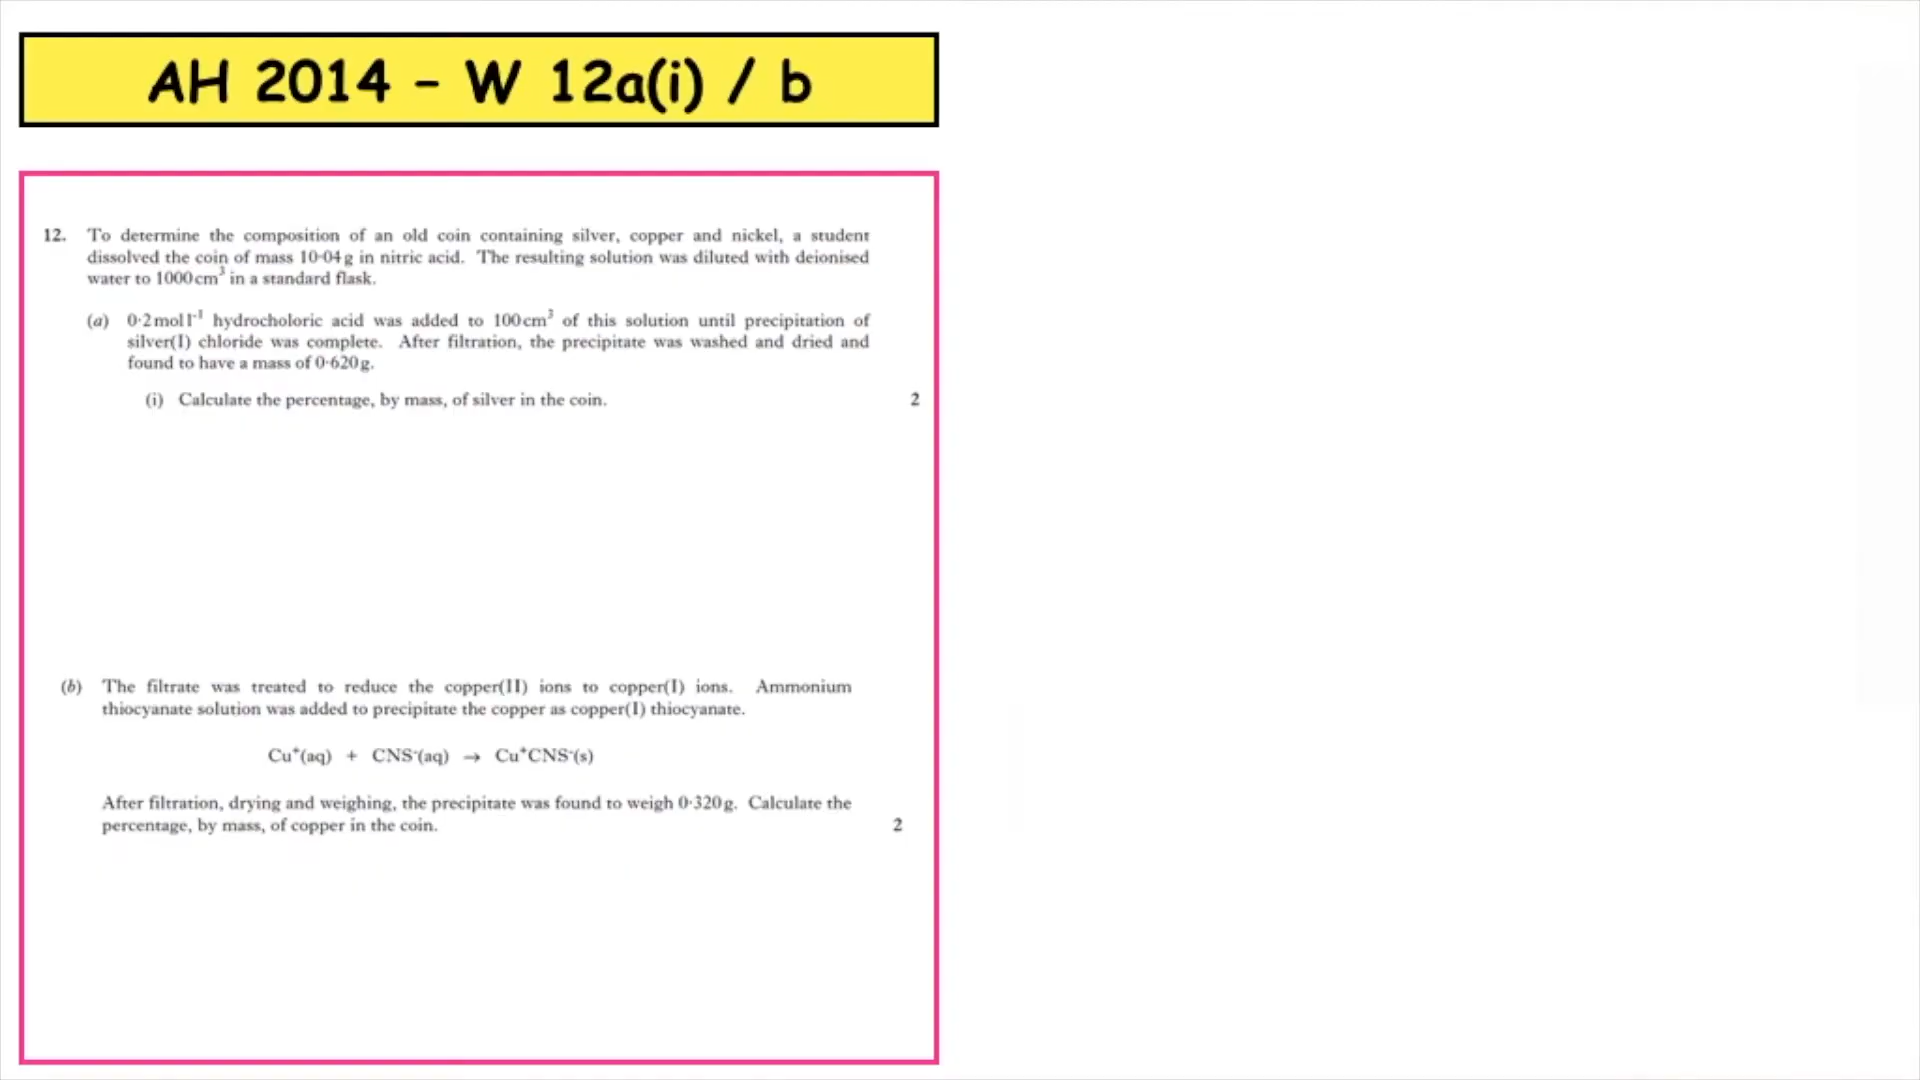 AH 2014 - W 12a(i) / b
12. To determine the composition of an old coin containing silver, copper and nickel, a student
dissolved the coin of mass 10·04 g in nitric acid. The resulting solution was diluted with deionised
water to 1000 cm³ in a standard flask.
(a) 0·2 mol l⁻¹ hydrocholoric acid was added to 100 cm³ of this solution until precipitation of
silver(I) chloride was complete. After filtration, the precipitate was washed and dried and
found to have a mass of 0·620 g.
(i) Calculate the percentage, by mass, of silver in the coin. 2
(b) The filtrate was treated to reduce the copper(II) ions to copper(I) ions. Ammonium
thiocyanate solution was added to precipitate the copper as copper(I) thiocyanate.
Cu⁺(aq) + CNS⁻(aq) → Cu⁺CNS⁻(s)
After filtration, drying and weighing, the precipitate was found to weigh 0·320 g. Calculate the
percentage, by mass, of copper in the coin. 2